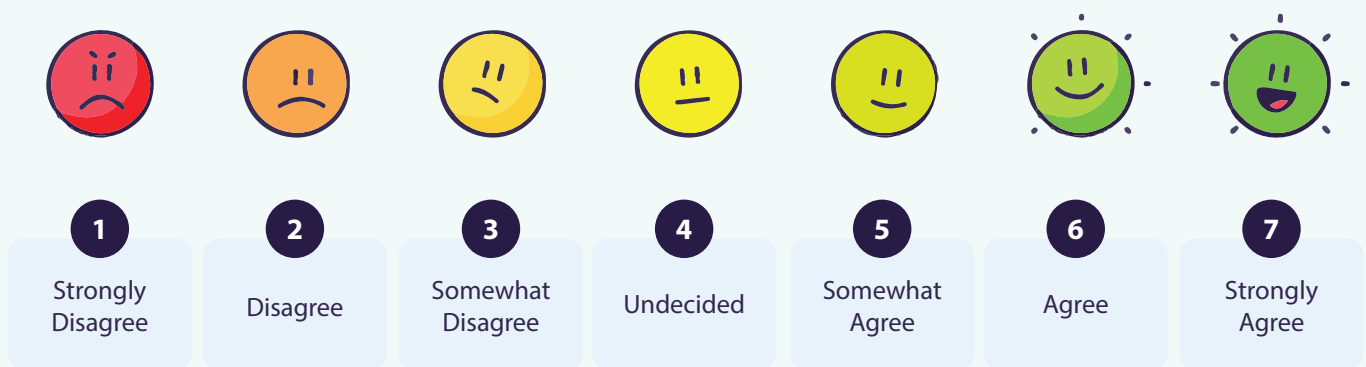 1
Strongly
Disagree
2
Disagree
3
Somewhat
Disagree
4
Undecided
5
Somewhat
Agree
6
Agree
7
Strongly
Agree